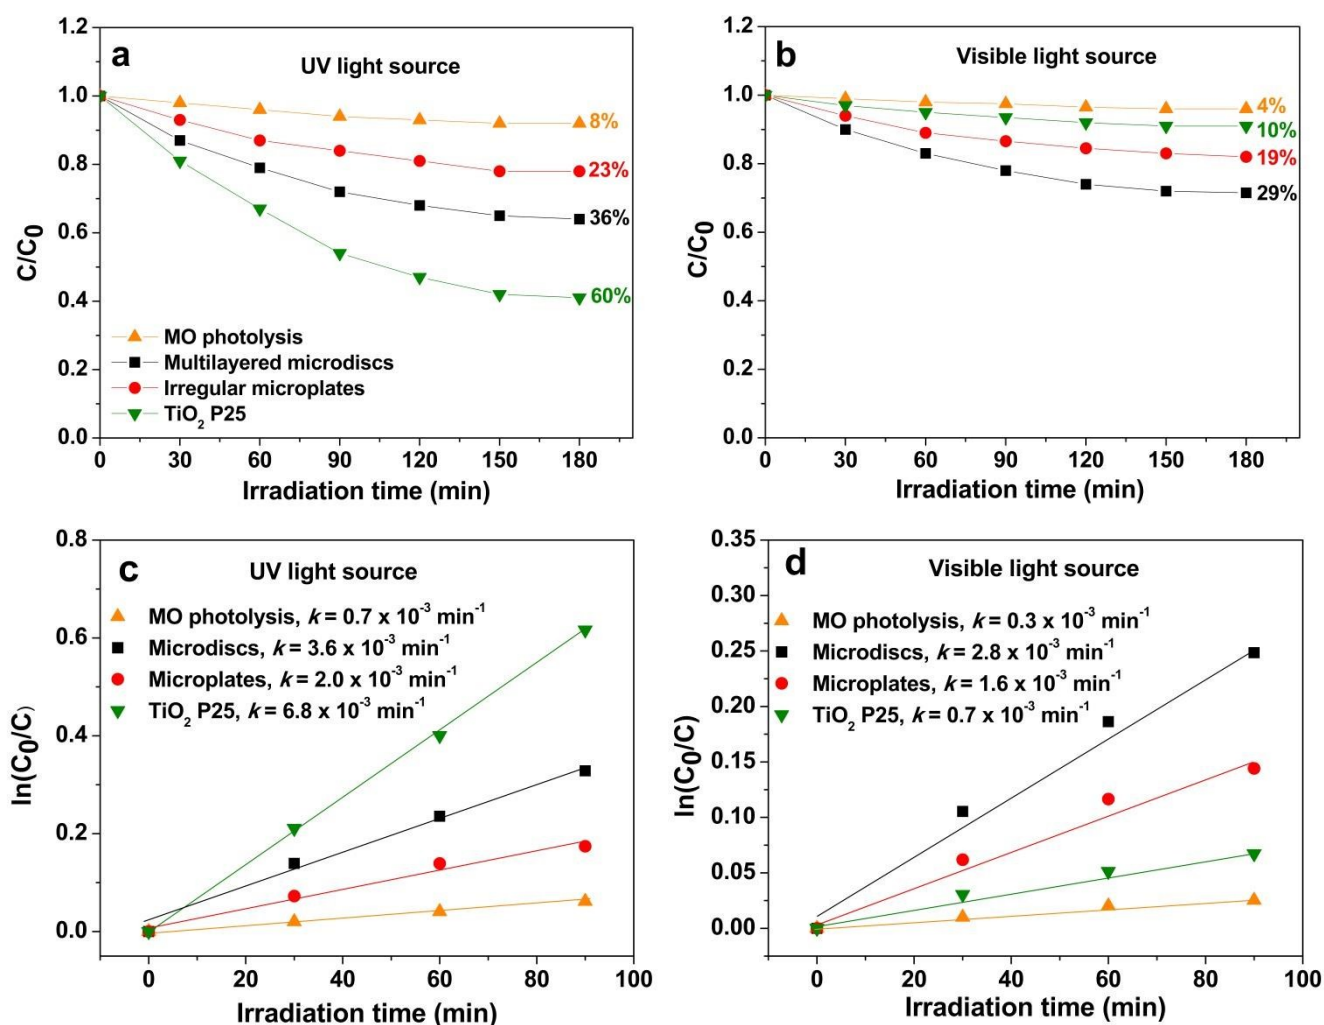 a
UV light source
1.2
1.0
0.8
0.6
0.4
0.2
0.0
C/C₀
8%
23%
36%
60%
MO photolysis
Multilayered microdiscs
Irregular microplates
TiO₂ P25
0 30 60 90 120 150 180
Irradiation time (min)
b
Visible light source
1.2
1.0
0.8
0.6
0.4
0.2
0.0
C/C₀
4%
10%
19%
29%
0 30 60 90 120 150 180
Irradiation time (min)
c
UV light source
0.8
0.6
0.4
0.2
0.0
ln(C₀/C)
MO photolysis, k = 0.7 x 10⁻³ min⁻¹
Microdiscs, k = 3.6 x 10⁻³ min⁻¹
Microplates, k = 2.0 x 10⁻³ min⁻¹
TiO₂ P25, k = 6.8 x 10⁻³ min⁻¹
0 20 40 60 80 100
Irradiation time (min)
d
Visible light source
0.35
0.30
0.25
0.20
0.15
0.10
0.05
0.00
ln(C₀/C)
MO photolysis, k = 0.3 x 10⁻³ min⁻¹
Microdiscs, k = 2.8 x 10⁻³ min⁻¹
Microplates, k = 1.6 x 10⁻³ min⁻¹
TiO₂ P25, k = 0.7 x 10⁻³ min⁻¹
0 20 40 60 80 100
Irradiation time (min)